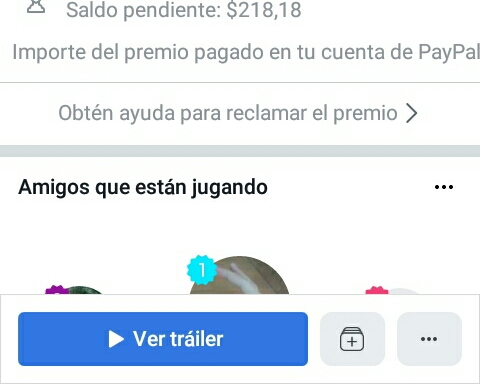 Saldo pendiente: $218,18
Importe del premio pagado en tu cuenta de PayPal
Obtén ayuda para reclamar el premio
Amigos que están jugando
1
Ver tráiler